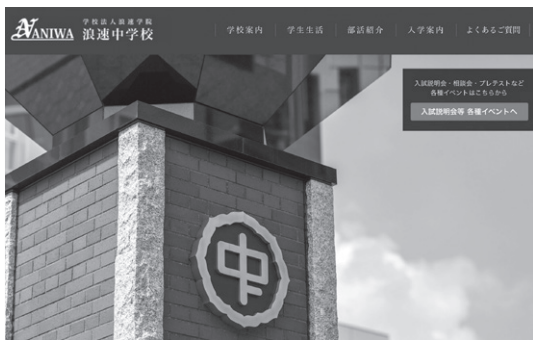 NANIWA
学校法人浪速学院
浪速中学校
学校案内 学生生活 部活紹介 入学案内 よくあるご質問
入試説明会・相談会・プレテストなど
各種イベントはこちらから
入試説明会等 各種イベントへ
中